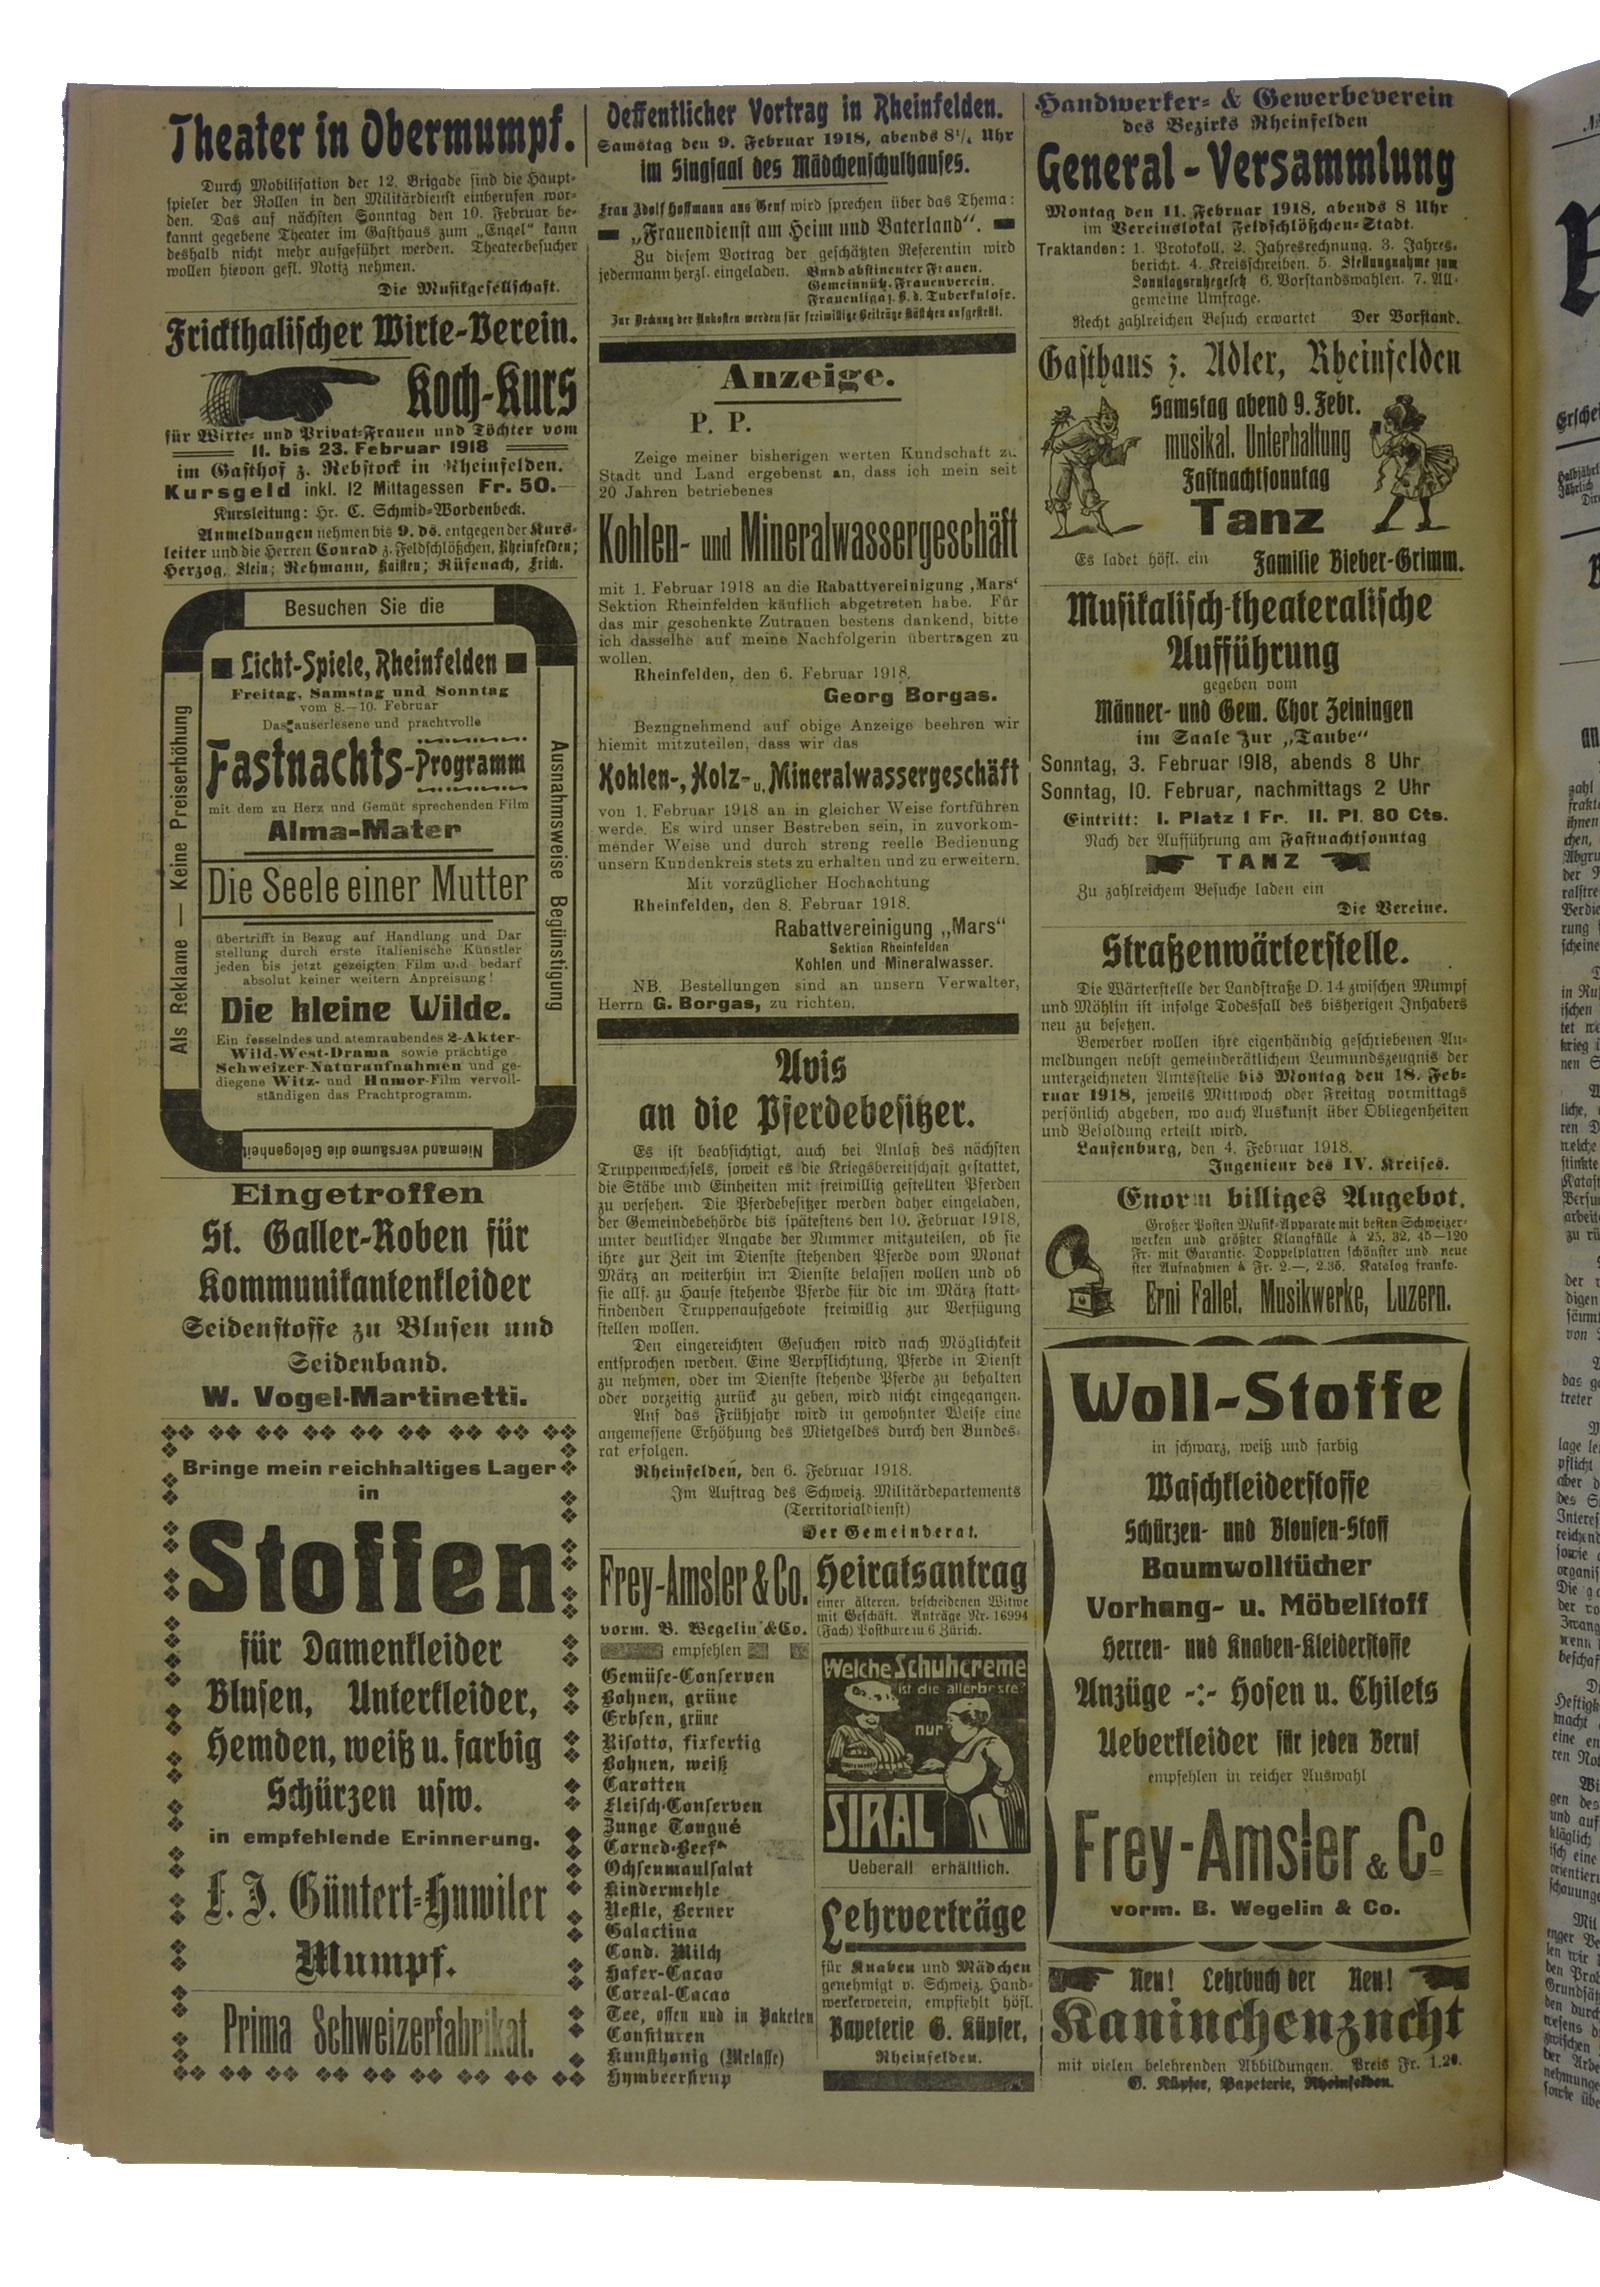 Theater in Obermumpf.
Durch Mobilisation der 12. Brigade sind die Haupt-
spieler der Rollen in den Militärdienst einberufen wor-
den. Das auf nächsten Sonntag den 10. Februar be-
kannt gegebene Theater im Gasthaus zum „Engel“ kann
deshalb nicht mehr aufgeführt werden. Theaterbesucher
wollen hievon gefl. Notiz nehmen.
Die Musikgesellschaft.
Frickthalischer Wirte-Verein.
Koch-Kurs
für Wirte- und Privat-Frauen und Töchter vom
11. bis 23. Februar 1918
im Gasthof z. Rebstock in Rheinfelden.
Kursgeld inkl. 12 Mittagessen Fr. 50.—
Kursleitung: Hr. C. Schmid-Wordenbeck.
Anmeldungen nehmen bis 9. ds. entgegen der Kurs-
leiter und die Herren Conrad z. Feldschlößchen, Rheinfelden;
Herzog, Stein; Rehmann, Kaisten; Rüfenach, Frick.
Besuchen Sie die
Als Reklame — Keine Preiserhöhung
Licht-Spiele, Rheinfelden
Freitag, Samstag und Sonntag
vom 8.—10. Februar
Das auserlesene und prachtvolle
Fastnachts-Programm
mit dem zu Herz und Gemüt sprechenden Film
Alma-Mater
Die Seele einer Mutter
übertrifft in Bezug auf Handlung und Dar
stellung durch erste Italienische Künstler
jeden bis jetzt gezeigten Film und bedarf
absolut keiner weitern Anpreisung!
Die kleine Wilde.
Ein fesselndes und atemraubendes 2-Akter-
Wild-West-Drama sowie prächtige
Schweizer-Naturaufnahmen und ge-
diegene Witz- und Humor-Film vervoll-
ständigen das Prachtprogramm.
Ausnahmsweise Begünstigung
Niemand versäume die Gelegenheit
Eingetroffen
St. Galler-Roben für
Kommunikantenkleider
Seidenstoffe zu Blusen und
Seidenband.
W. Vogel-Martinetti.
Bringe mein reichhaltiges Lager
in
Stoffen
für Damenkleider
Blusen, Unterkleider,
Hemden, weiß u. farbig
Schürzen usw.
in empfehlende Erinnerung.
F. J. Güntert-Huwiler
Mumpf.
Prima Schweizerfabrikat.
Oeffentlicher Vortrag in Rheinfelden.
Samstag den 9. Februar 1918, abends 8¼ Uhr
im Singsaal des Mädchenschulhauses.
Frau Adolf Hoffmann aus Genf wird sprechen über das Thema:
„Frauendienst am Heim und Vaterland“.
Zu diesem Vortrag der geschätzten Referentin wird
jedermann herzl. eingeladen. Bund abstinenter Frauen.
Gemeinnütz. Frauenverein.
Frauenliga z. B. d. Tuberkulose.
Zur Deckung der Unkosten werden für freiwillige Beiträge Kästchen aufgestellt.
Anzeige.
P. P.
Zeige meiner bisherigen werten Kundschaft zu
Stadt und Land ergebenst an, dass ich mein seit
20 Jahren betriebenes
Kohlen- und Mineralwassergeschäft
mit 1. Februar 1918 an die Rabattvereinigung ‚Mars‘
Sektion Rheinfelden käuflich abgetreten habe. Für
das mir geschenkte Zutrauen bestens dankend, bitte
ich dasselbe auf meine Nachfolgerin übertragen zu
wollen.
Rheinfelden, den 6. Februar 1918.
Georg Borgas.
Bezugnehmend auf obige Anzeige beehren wir
hiemit mitzuteilen, dass wir das
Kohlen-, Holz- u. Mineralwassergeschäft
von 1. Februar 1918 an in gleicher Weise fortführen
werde. Es wird unser Bestreben sein, in zuvorkom-
mender Weise und durch streng reelle Bedienung
unsern Kundenkreis stets zu erhalten und zu erweitern.
Mit vorzüglicher Hochachtung
Rheinfelden, den 8. Februar 1918.
Rabattvereinigung „Mars“
Sektion Rheinfelden
Kohlen und Mineralwasser.
NB. Bestellungen sind an unsern Verwalter,
Herrn G. Borgas, zu richten.
Avis
an die Pferdebesitzer.
Es ist beabsichtigt, auch bei Anlaß des nächsten
Truppenwechsels, soweit es die Kriegsbereitschaft gestattet,
die Stäbe und Einheiten mit freiwillig gestellten Pferden
zu versehen. Die Pferdebesitzer werden daher eingeladen,
der Gemeindebehörde bis spätestens den 10. Februar 1918,
unter deutlicher Angabe der Nummer mitzuteilen, ob sie
ihre zur Zeit im Dienste stehenden Pferde vom Monat
März an weiterhin im Dienste belassen wollen und ob
sie allf. zu Hause stehende Pferde für die im März statt-
findenden Truppenaufgebote freiwillig zur Verfügung
stellen wollen.
Den eingereichten Gesuchen wird nach Möglichkeit
entsprochen werden. Eine Verpflichtung, Pferde in Dienst
zu nehmen, oder im Dienste stehende Pferde zu behalten
oder vorzeitig zurück zu geben, wird nicht eingegangen.
Auf das Frühjahr wird in gewohnter Weise eine
angemessene Erhöhung des Mietgeldes durch den Bundes-
rat erfolgen.
Rheinfelden, den 6. Februar 1918.
Im Auftrag des Schweiz. Militärdepartements
(Territorialdienst)
Der Gemeinderat.
Frey-Amsler & Co.
vorm. B. Wegelin & Co.
empfehlen
Gemüse-Conserven
Bohnen, grüne
Erbsen, grüne
Risotto, fixfertig
Bohnen, weiß
Carotten
Fleisch-Conserven
Zunge Tongué
Corned-Beef
Ochsenmaulsalat
Kindermehle
Nestle, Berner
Galactina
Cond. Milch
Hafer-Cacao
Cereal-Cacao
Tee, offen und in Paketen
Confituren
Kunsthonig (Melasse)
Hymbeersirup
Heiratsantrag
einer älteren, bescheidenen Witwe
mit Geschäft. Anträge Nr. 16994
(Fach) Postbureau 6 Zürich.
Welche Schuhcreme
ist die allerbeste?
nur
SIRAL
Ueberall erhältlich.
Lehrverträge
für Knaben und Mädchen
genehmigt v. Schweiz. Hand-
werkerverein, empfiehlt höfl.
Papeterie G. Küpfer,
Rheinfelden.
Handwerker- & Gewerbeverein
des Bezirks Rheinfelden
General-Versammlung
Montag den 11. Februar 1918, abends 8 Uhr
im Vereinslokal Feldschlößchen-Stadt.
Traktanden: 1. Protokoll. 2. Jahresrechnung. 3. Jahres-
bericht. 4. Kreisschreiben. 5. Stellungnahme zum
Sonntagsruhegesetz 6. Vorstandswahlen. 7. All-
gemeine Umfrage.
Recht zahlreichen Besuch erwartet Der Vorstand.
Gasthaus z. Adler, Rheinfelden
Samstag abend 9. Febr.
musikal. Unterhaltung
Fastnachtsonntag
Tanz
Es ladet höfl. ein Familie Bieber-Grimm.
Musikalisch-theateralische
Aufführung
gegeben vom
Männer- und Gem. Chor Zeiningen
im Saale zur „Taube“
Sonntag, 3. Februar 1918, abends 8 Uhr
Sonntag, 10. Februar, nachmittags 2 Uhr
Eintritt: I. Platz 1 Fr. II. Pl. 80 Cts.
Nach der Aufführung am Fastnachtsonntag
TANZ
Zu zahlreichem Besuche laden ein
Die Vereine.
Straßenwärterstelle.
Die Wärterstelle der Landstraße D. 14 zwischen Mumpf
und Möhlin ist infolge Todesfall des bisherigen Inhabers
neu zu besetzen.
Bewerber wollen ihre eigenhändig geschriebenen An-
meldungen nebst gemeinderätlichem Leumundszeugnis der
unterzeichneten Amtsstelle bis Montag den 18. Feb-
ruar 1918, jeweils Mittwoch oder Freitag vormittags
persönlich abgeben, wo auch Auskunft über Obliegenheiten
und Besoldung erteilt wird.
Laufenburg, den 4. Februar 1918.
Ingenieur des IV. Kreises.
Enorm billiges Angebot.
Großer Posten Musik-Apparate mit besten Schweizer-
werken und größter Klangfülle à 25, 32, 45—120
Fr. mit Garantie. Doppelplatten schönster und neue
ster Aufnahmen à Fr. 2.—, 2.35. Katalog franko.
Erni Fallet, Musikwerke, Luzern.
Woll-Stoffe
in schwarz, weiß und farbig
Waschkleiderstoffe
Schürzen- und Blousen-Stoff
Baumwolltücher
Vorhang- u. Möbelstoff
Herren- und Knaben-Kleiderstoffe
Anzüge -:- Hosen u. Chilets
Ueberkleider für jeden Beruf
empfehlen in reicher Auswahl
Frey-Amsler & Co
vorm. B. Wegelin & Co.
Neu! Lehrbuch der Neu!
Kaninchenzucht
mit vielen belehrenden Abbildungen. Preis Fr. 1.20.
G. Küpfer, Papeterie, Rheinfelden.